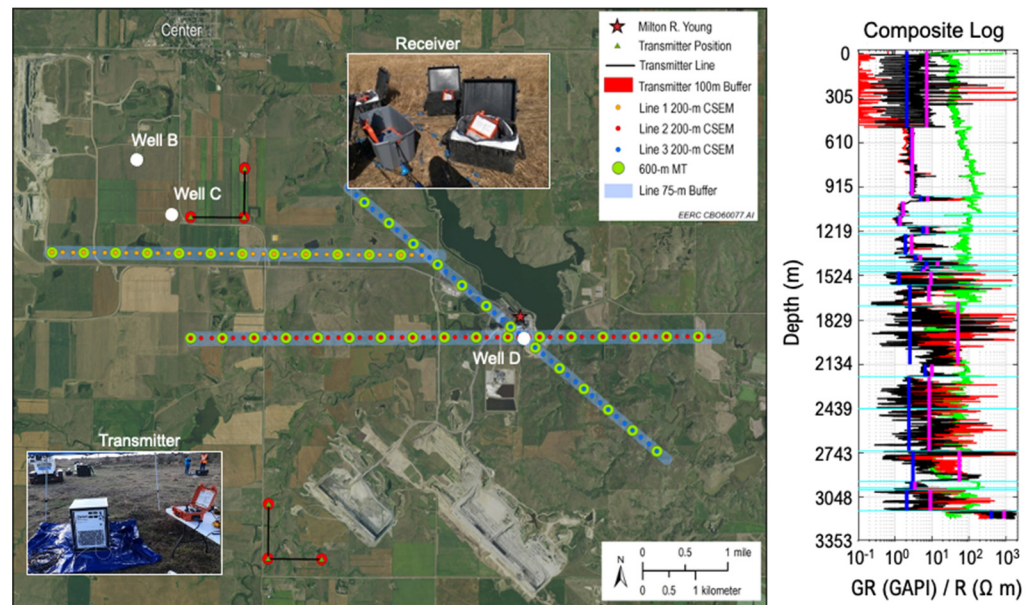 Center
Receiver
Well B
Well C
Well D
Transmitter
Milton R. Young
Transmitter Position
Transmitter Line
Transmitter 100m Buffer
Line 1 200-m CSEM
Line 2 200-m CSEM
Line 3 200-m CSEM
600-m MT
Line 75-m Buffer
EERC CBO60077.AI
N
0 0.5 1 mile
0 0.5 1 kilometer
Composite Log
Depth (m)
0
305
610
915
1219
1524
1829
2134
2439
2743
3048
3353
10-1 100 101 102 103
GR (GAPI) / R (Ω m)